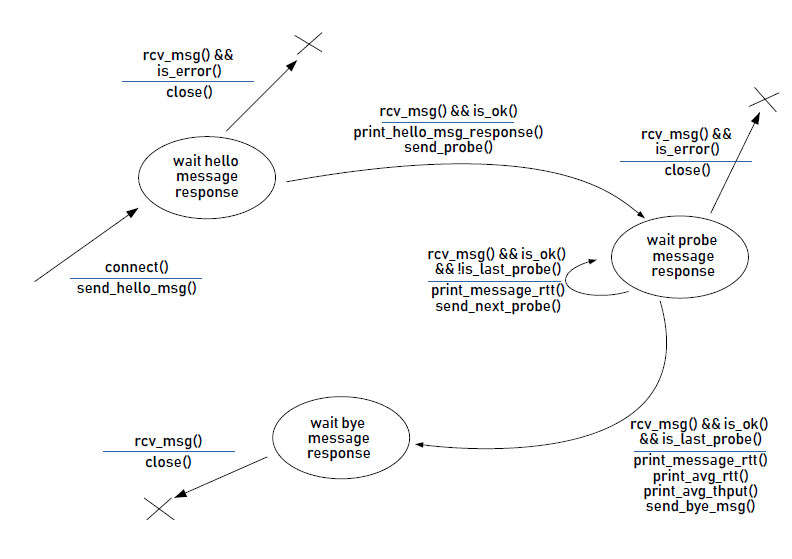 rcv_msg() &&
is_error()
close()
rcv_msg() && is_ok()
print_hello_msg_response()
send_probe()
rcv_msg() &&
is_error()
close()
wait hello
message
response
wait probe
message
response
connect()
send_hello_msg()
rcv_msg() && is_ok()
&& !is_last_probe()
print_message_rtt()
send_next_probe()
wait bye
message
response
rcv_msg()
close()
rcv_msg() && is_ok()
&& is_last_probe()
print_message_rtt()
print_avg_rtt()
print_avg_thput()
send_bye_msg()